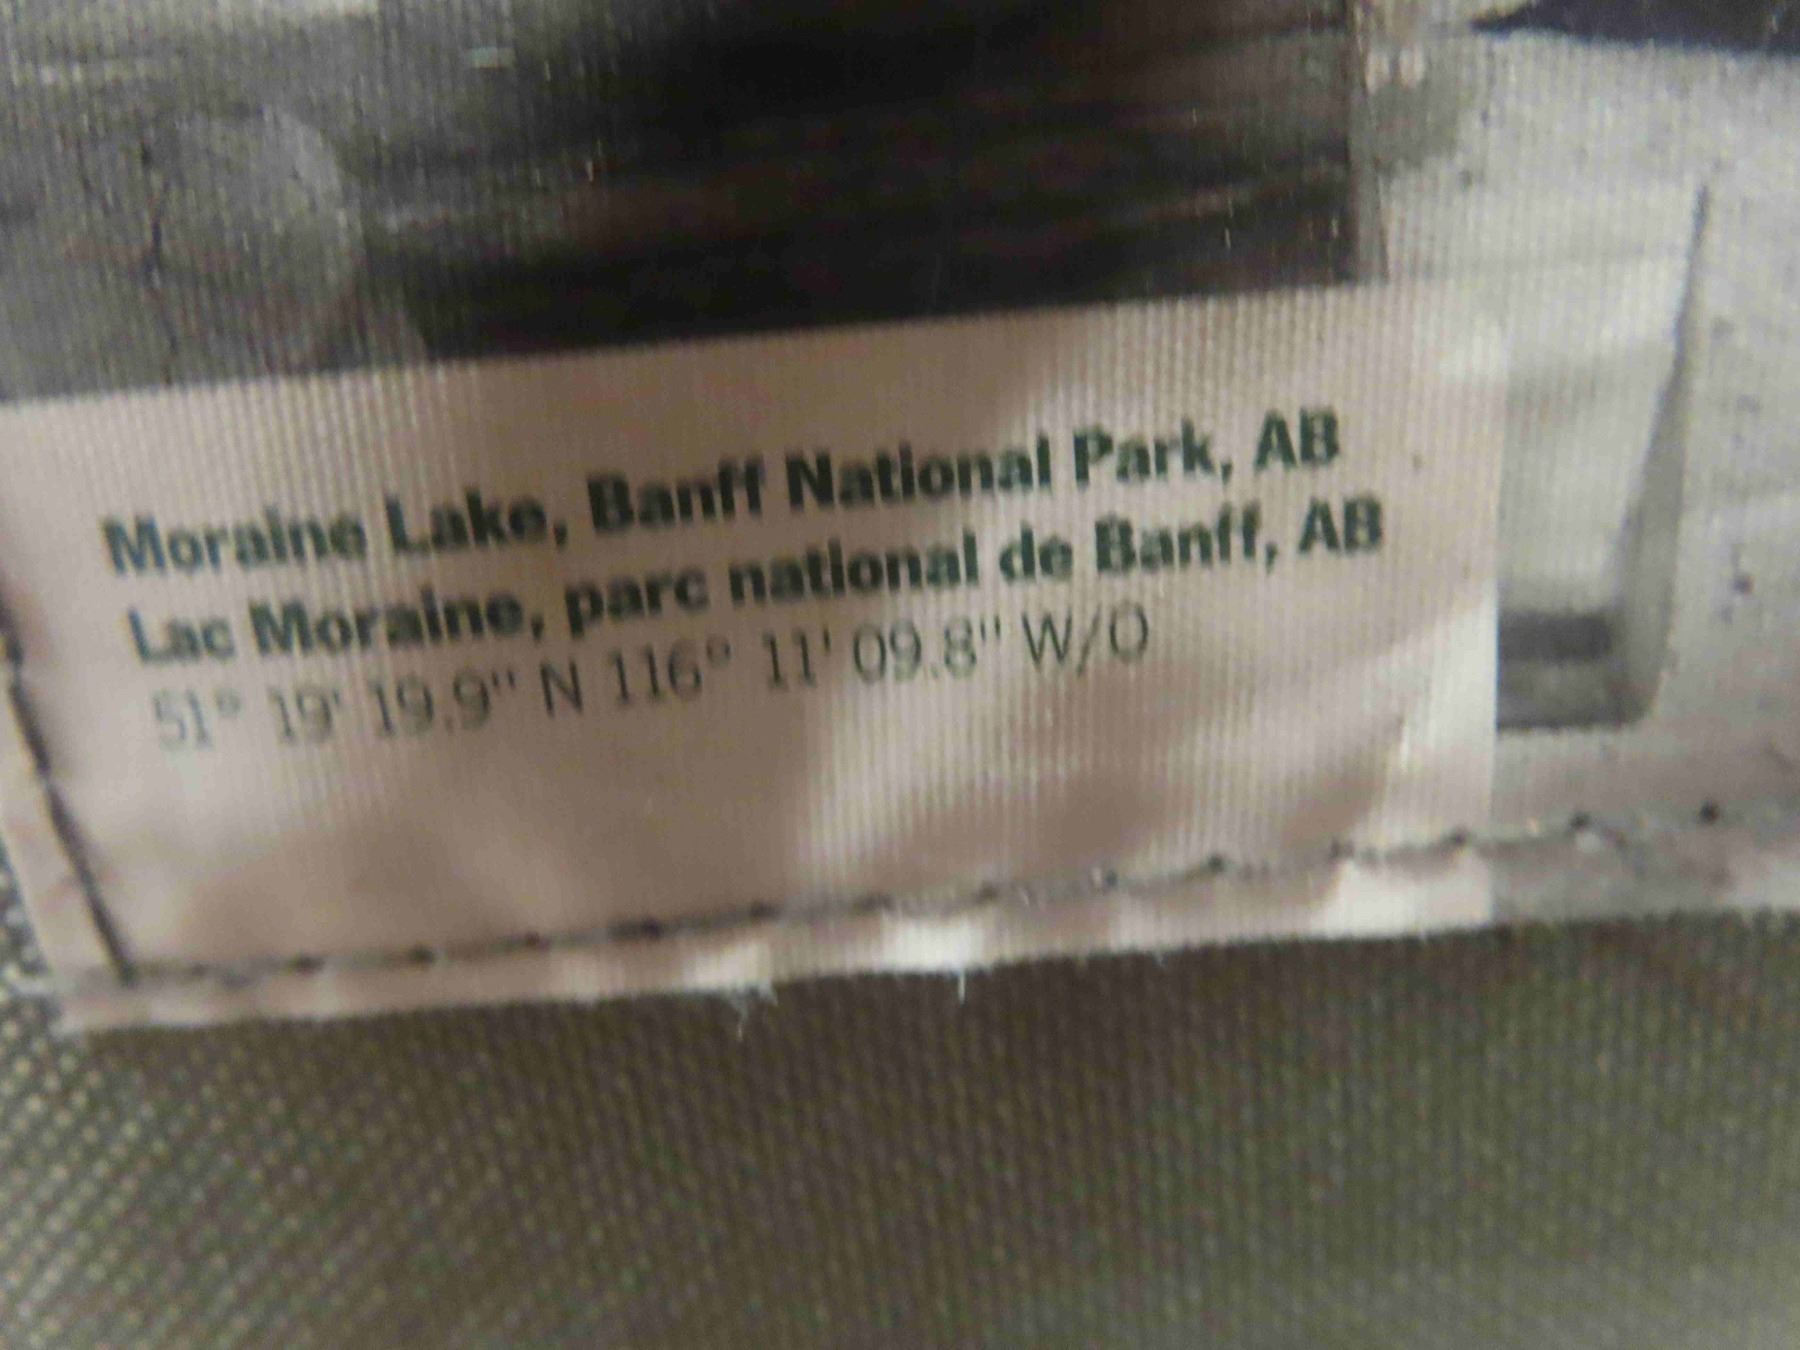 Moraine Lake, Banff National Park, AB
Lac Moraine, parc national de Banff, AB
51° 19' 19.9" N 116° 11' 09.8" W/O